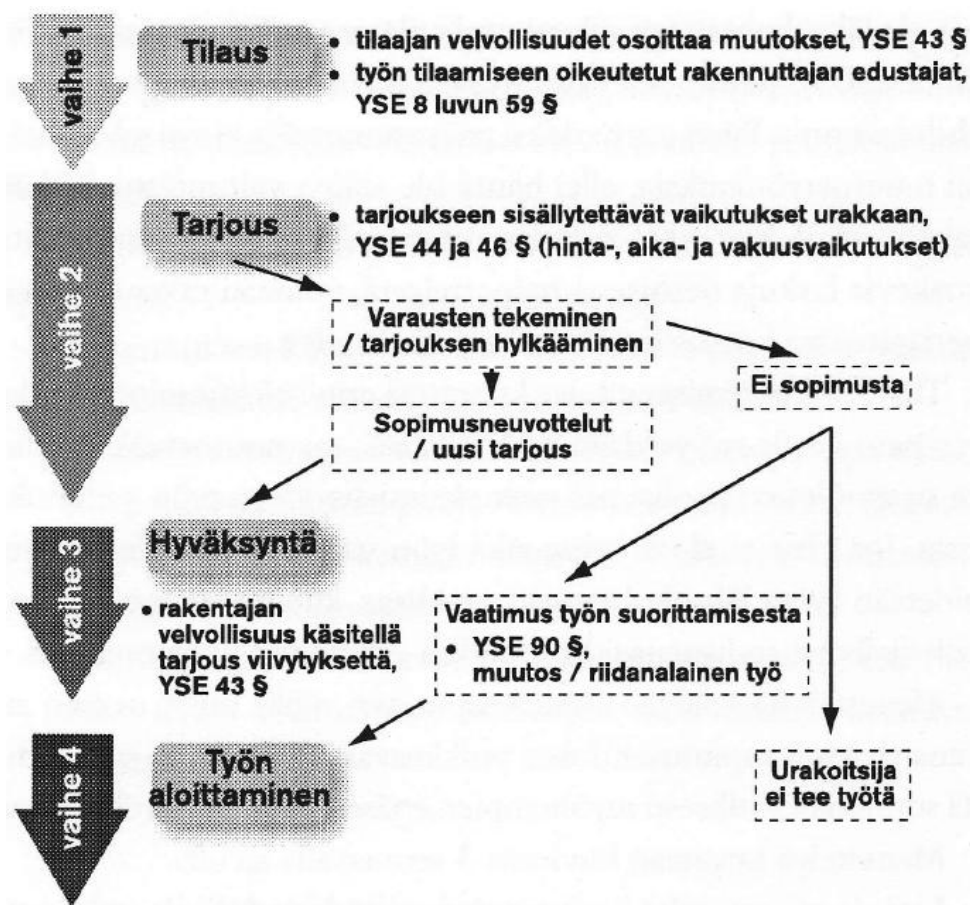 vaihe 1
Tilaus
• tilaajan velvollisuudet osoittaa muutokset, YSE 43 §
• työn tilaamiseen oikeutetut rakennuttajan edustajat,
YSE 8 luvun 59 §
vaihe 2
Tarjous
• tarjoukseen sisällytettävät vaikutukset urakkaan,
YSE 44 ja 46 § (hinta-, aika- ja vakuusvaikutukset)
Varausten tekeminen
/ tarjouksen hylkääminen
Ei sopimusta
Sopimusneuvottelut
/ uusi tarjous
vaihe 3
Hyväksyntä
• rakentajan
velvollisuus käsitellä
tarjous viivytyksettä,
YSE 43 §
Vaatimus työn suorittamisesta
• YSE 90 §,
muutos / riidanalainen työ
vaihe 4
Työn
aloittaminen
Urakoitsija
ei tee työtä